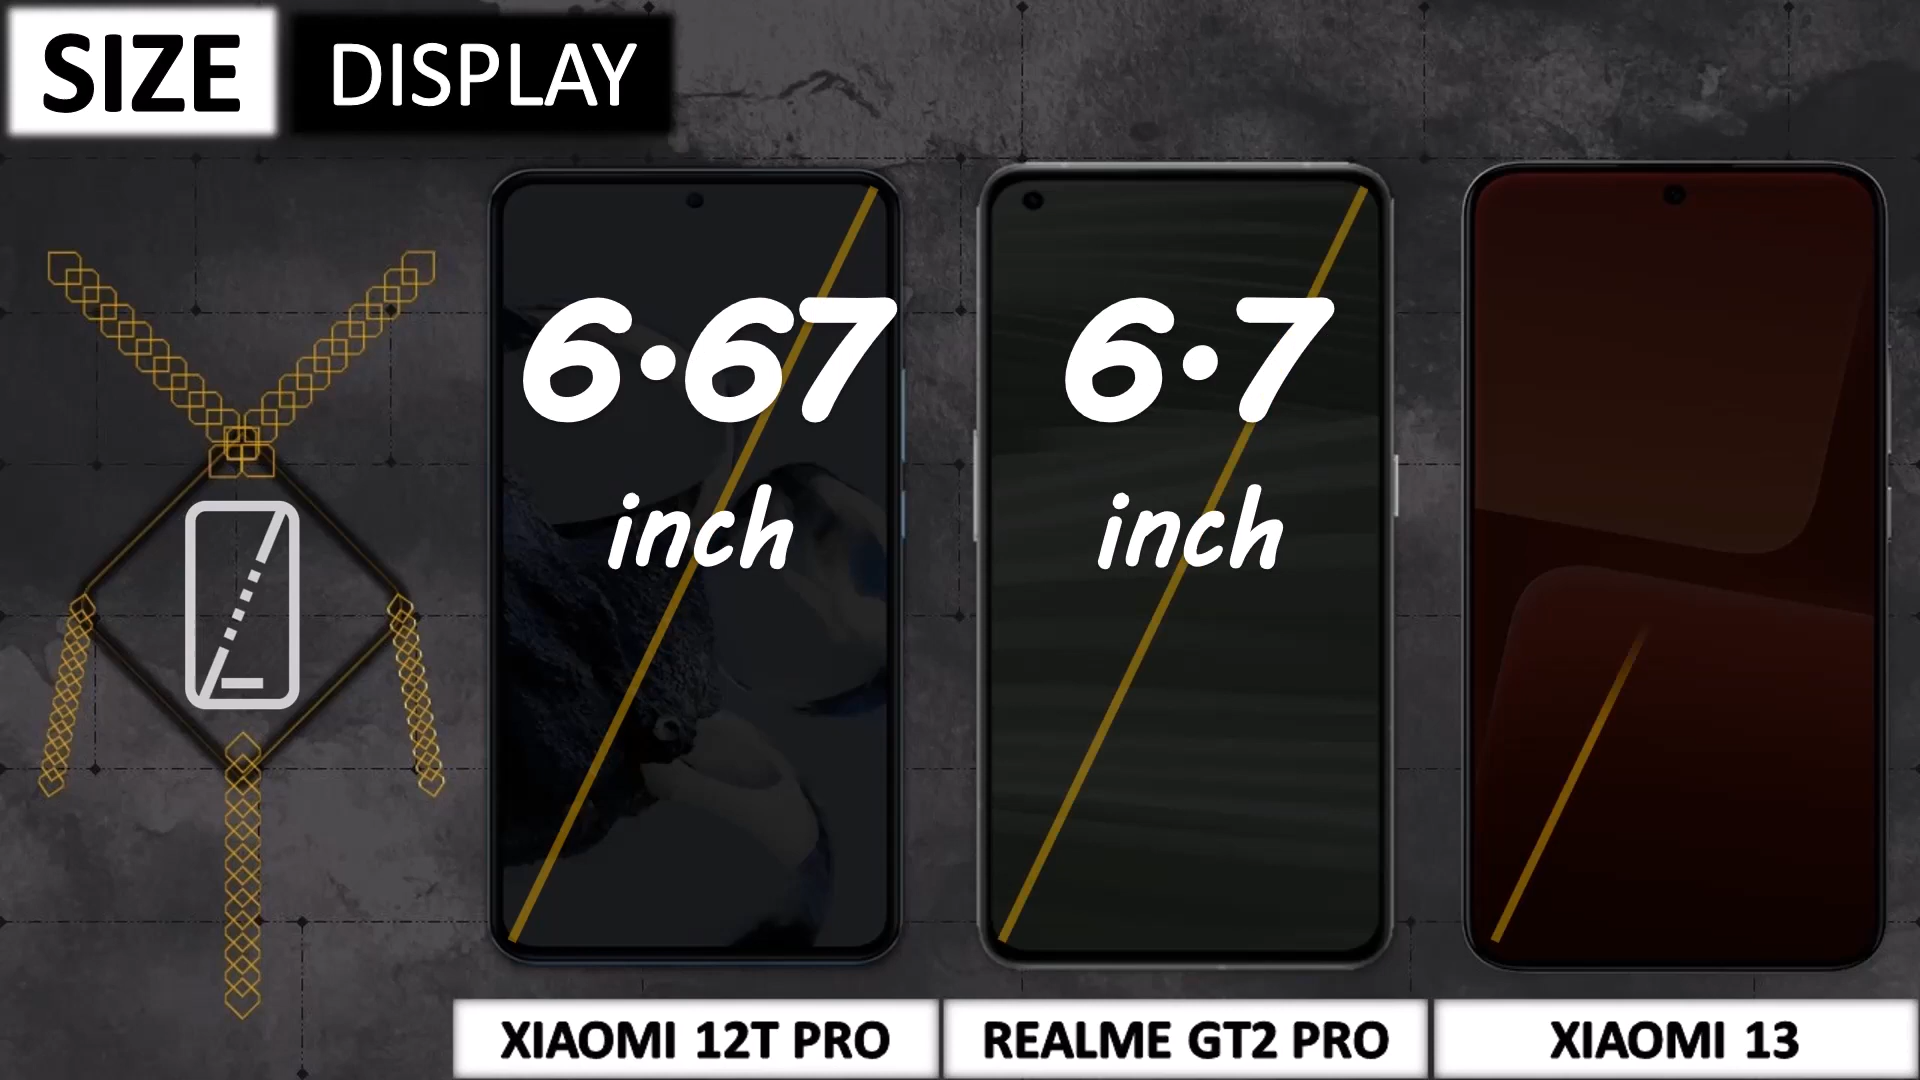 SIZE DISPLAY
6.67
inch
6.7
inch
XIAOMI 12T PRO
REALME GT2 PRO
XIAOMI 13